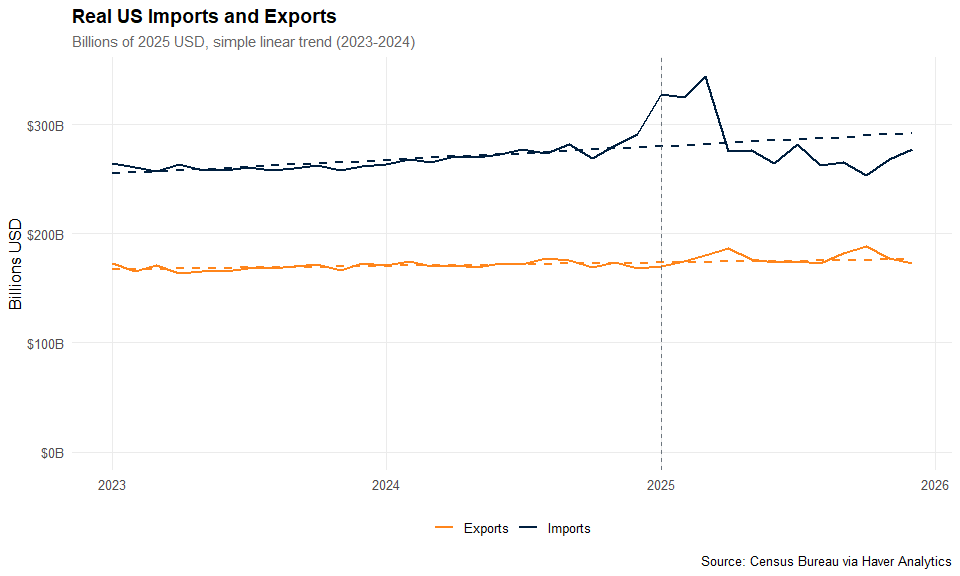 Real US Imports and Exports
Billions of 2025 USD, simple linear trend (2023-2024)
Billions USD
$300B
$200B
$100B
$0B
2023
2024
2025
2026
Exports
Imports
Source: Census Bureau via Haver Analytics